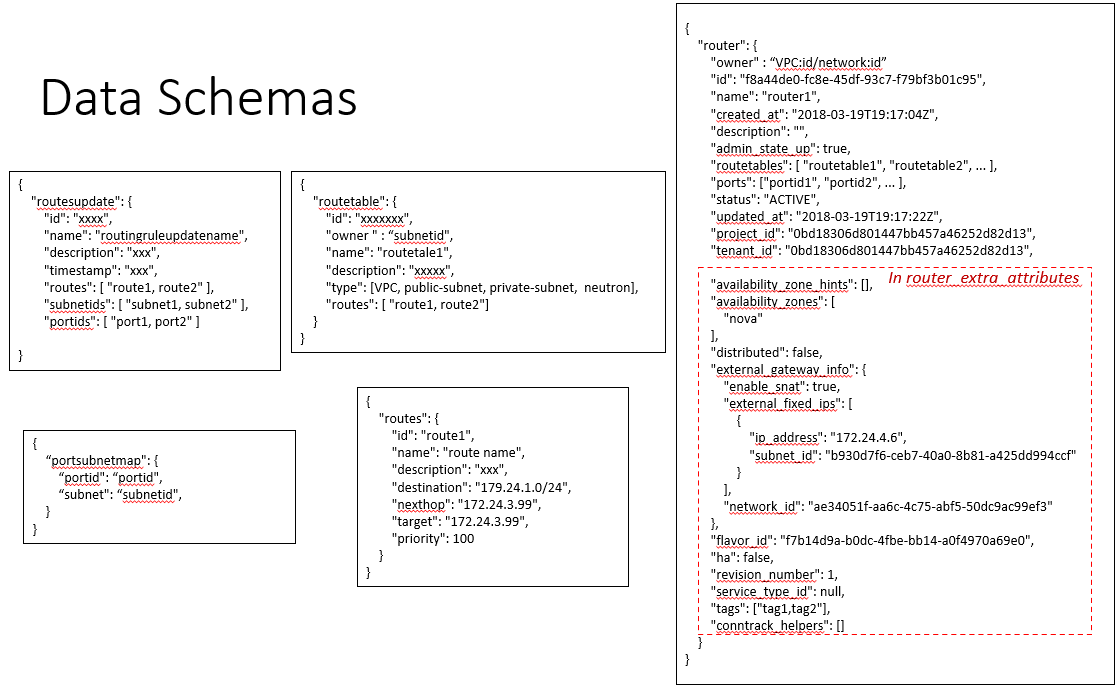 Data Schemas
{
"routesupdate": {
"id": "xxxx",
"name": "routingruleupdatename",
"description": "xxx",
"timestamp": "xxx",
"routes": [ "route1, route2" ],
"subnetids": [ "subnet1, subnet2" ],
"portids": [ "port1, port2" ]
}
{
"routetable": {
"id": "xxxxxxx",
"owner " : “subnetid",
"name": "routetale1",
"description": "xxxxx",
"type": [VPC, public-subnet, private-subnet, neutron],
"routes": [ "route1, route2"]
}
}
{
“portsubnetmap": {
“portid": “portid",
"subnet": “subnetid",
}
}
{
"routes": {
"id": "route1",
"name": "route name",
"description": "xxx",
"destination": "179.24.1.0/24",
"nexthop": "172.24.3.99",
"target": "172.24.3.99",
"priority": 100
}
}
{
"router": {
"owner" : “VPC:id/network:id”
"id": "f8a44de0-fc8e-45df-93c7-f79bf3b01c95",
"name": "router1",
"created_at": "2018-03-19T19:17:04Z",
"description": "",
"admin_state_up": true,
"routetables": [ "routetable1", "routetable2", ... ],
"ports": ["portid1", "portid2", ... ],
"status": "ACTIVE",
"updated_at": "2018-03-19T19:17:22Z",
"project_id": "0bd18306d801447bb457a46252d82d13",
"tenant_id": "0bd18306d801447bb457a46252d82d13",
In router_extra_attributes
"availability_zone_hints": [],
"availability_zones": [
"nova"
],
"distributed": false,
"external_gateway_info": {
"enable_snat": true,
"external_fixed_ips": [
{
"ip_address": "172.24.4.6",
"subnet_id": "b930d7f6-ceb7-40a0-8b81-a425dd994ccf"
}
],
"network_id": "ae34051f-aa6c-4c75-abf5-50dc9ac99ef3"
},
"flavor_id": "f7b14d9a-b0dc-4fbe-bb14-a0f4970a69e0",
"ha": false,
"revision_number": 1,
"service_type_id": null,
"tags": ["tag1,tag2"],
"conntrack_helpers": []
}
}